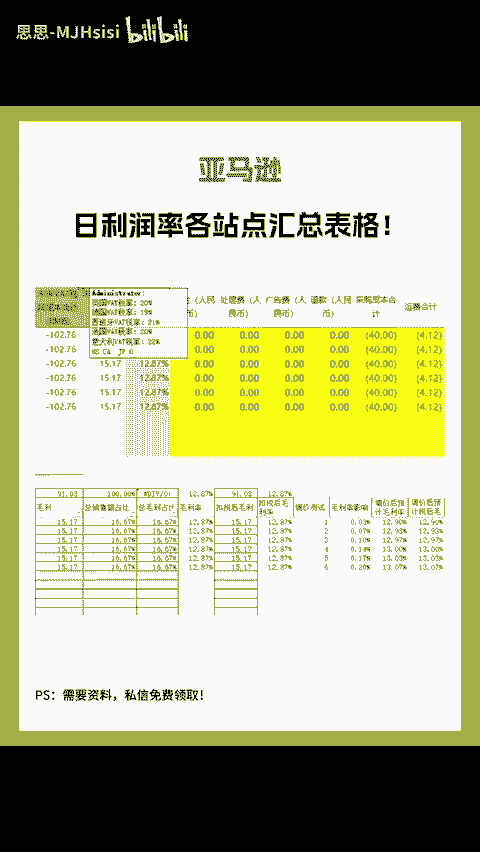 思思-MJHsisi bilibili
亚马逊
日利润率各站点汇总表格！
Administrator:
英国VAT税率：20%
德国VAT税率：19%
西班牙VAT税率：21%
法国VAT税率：20%
意大利VAT税率：22%
(人民币) 处理费（人民币） 广告费（人民币） 退款（人民币） 采购成本合计 运费合计
-102.76 0.00 0.00 0.00 0.00 (40.00) (4.12)
-102.76 15.17 12.87% 0.00 0.00 0.00 0.00 (40.00) (4.12)
-102.76 15.17 12.87% 0.00 0.00 0.00 0.00 (40.00) (4.12)
-102.76 15.17 12.87% 0.00 0.00 0.00 0.00 (40.00) (4.12)
-102.76 15.17 12.87% 0.00 0.00 0.00 0.00 (40.00) (4.12)
-102.76 15.17 12.87% 0.00 0.00 0.00 0.00 (40.00) (4.12)
91.03 100.00% #DIV/0! 12.87% 91.03 12.87%
毛利 总销售额占比 总毛利占比 毛利率 扣税后毛利 扣税后毛利率 调价测试 毛利率影响 调价后预计毛利率 调价后预计税后毛
15.17 16.67% 16.67% 12.87% 15.17 12.87% 1 0.03% 12.90% 12.90%
15.17 16.67% 16.67% 12.87% 15.17 12.87% 2 0.07% 12.93% 12.93%
15.17 16.67% 16.67% 12.87% 15.17 12.87% 3 0.10% 12.97% 12.97%
15.17 16.67% 16.67% 12.87% 15.17 12.87% 4 0.14% 13.00% 13.00%
15.17 16.67% 16.67% 12.87% 15.17 12.87% 5 0.17% 13.03% 13.03%
15.17 16.67% 16.67% 12.87% 15.17 12.87% 6 0.20% 13.07% 13.07%
PS：需要资料，私信免费领取！